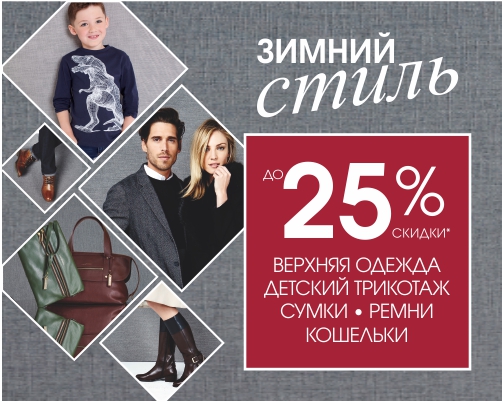 ЗИМНИЙ
стиль
ДО 25%
СКИДКИ*
ВЕРХНЯЯ ОДЕЖДА
ДЕТСКИЙ ТРИКОТАЖ
СУМКИ • РЕМНИ
КОШЕЛЬКИ